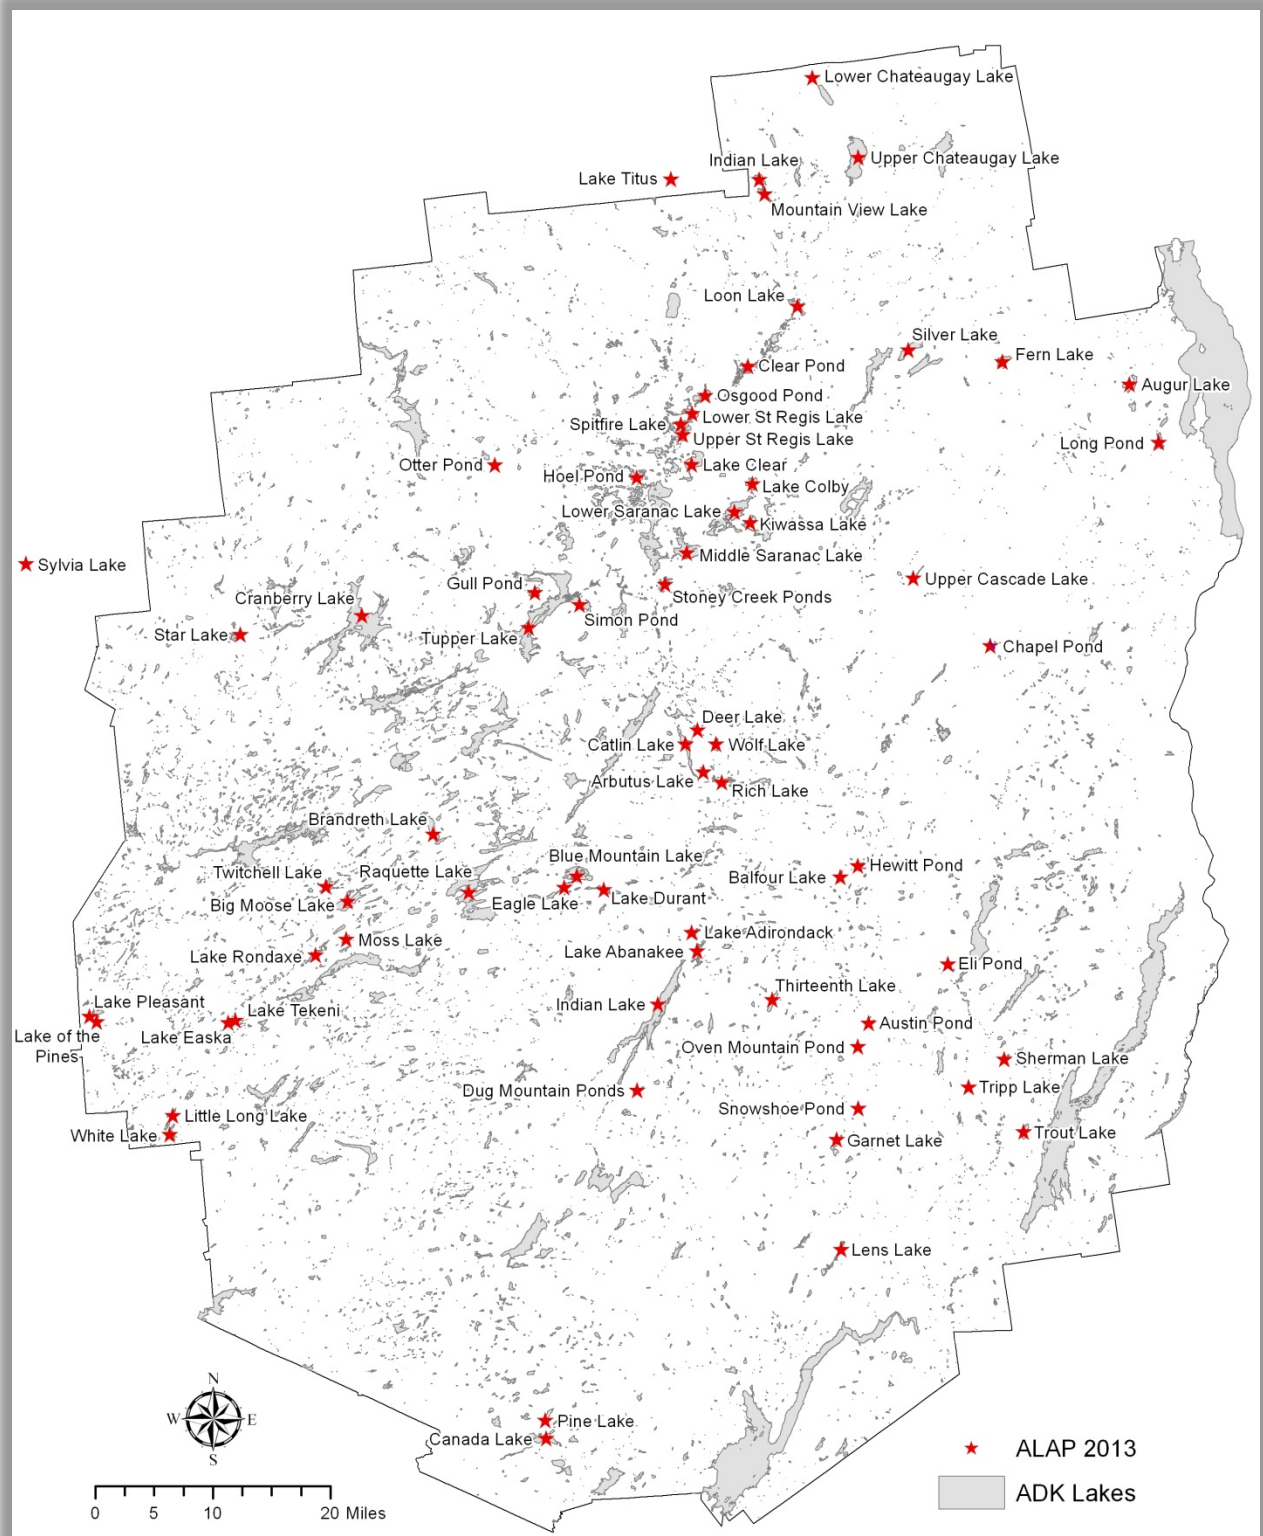 Lower Chateaugay Lake
Indian Lake
Upper Chateaugay Lake
Lake Titus
Mountain View Lake
Loon Lake
Silver Lake
Fern Lake
Clear Pond
Augur Lake
Osgood Pond
Lower St Regis Lake
Spitfire Lake
Upper St Regis Lake
Long Pond
Otter Pond
Lake Clear
Hoel Pond
Lake Colby
Lower Saranac Lake
Kiwassa Lake
Middle Saranac Lake
Sylvia Lake
Upper Cascade Lake
Gull Pond
Cranberry Lake
Stoney Creek Ponds
Simon Pond
Star Lake
Tupper Lake
Chapel Pond
Deer Lake
Catlin Lake
Wolf Lake
Arbutus Lake
Rich Lake
Brandreth Lake
Blue Mountain Lake
Hewitt Pond
Twitchell Lake
Raquette Lake
Balfour Lake
Big Moose Lake
Eagle Lake
Lake Durant
Lake Adirondack
Moss Lake
Lake Abanakee
Lake Rondaxe
Eli Pond
Thirteenth Lake
Lake Pleasant
Indian Lake
Lake Tekeni
Austin Pond
Lake of the
Pines
Lake Easka
Oven Mountain Pond
Sherman Lake
Dug Mountain Ponds
Tripp Lake
Snowshoe Pond
Little Long Lake
White Lake
Trout Lake
Garnet Lake
Lens Lake
N
W
E
S
Pine Lake
Canada Lake
ALAP 2013
ADK Lakes
0 5 10 20 Miles